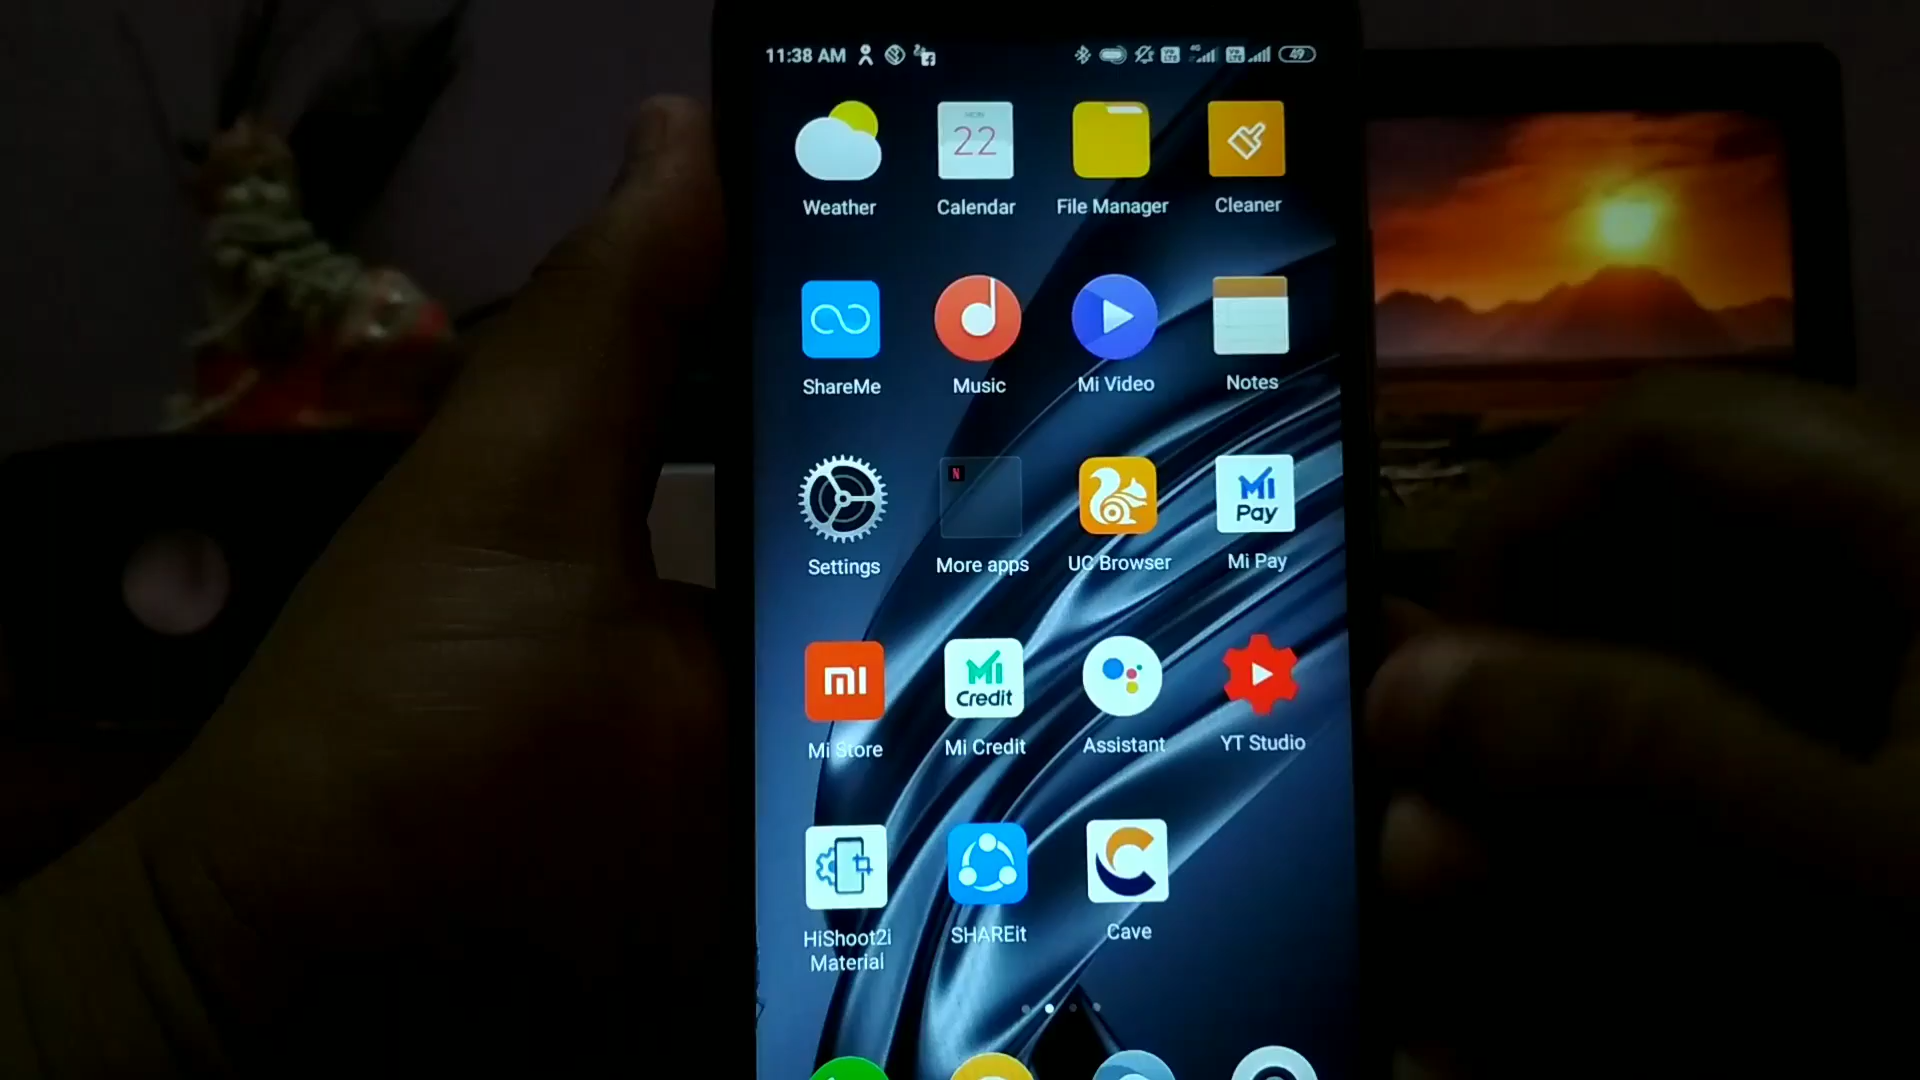 11:38 AM
49
22
Weather
Calendar
File Manager
Cleaner
ShareMe
Music
Mi Video
Notes
N
Mi
Pay
Settings
More apps
UC Browser
Mi Pay
mi
Mi
Credit
Mi Store
Mi Credit
Assistant
YT Studio
HiShoot2i
Material
SHAREit
Cave